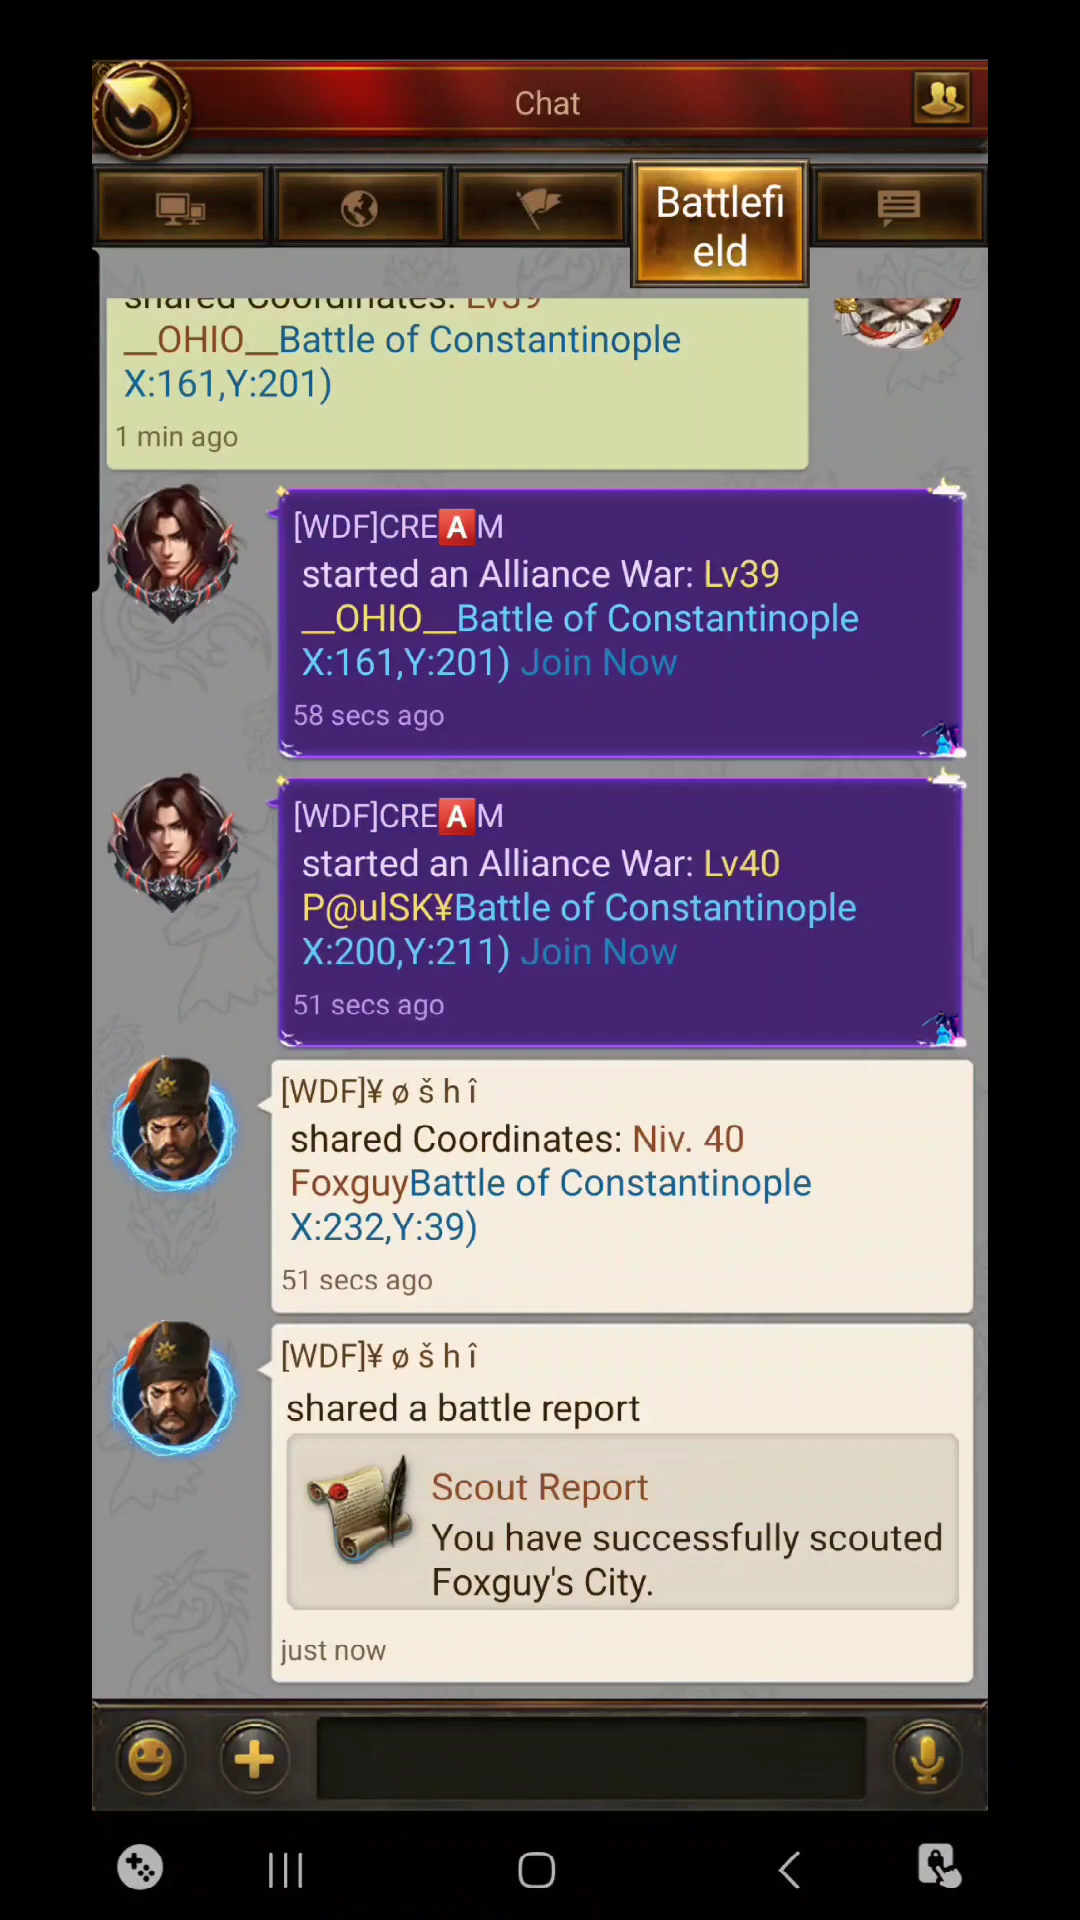 Chat
Battlefi
eld
shared Coordinates: Lv39
__OHIO__Battle of Constantinople
X:161,Y:201)
1 min ago
[WDF]CRE🅰M
started an Alliance War: Lv39
__OHIO__Battle of Constantinople
X:161,Y:201) Join Now
58 secs ago
[WDF]CRE🅰M
started an Alliance War: Lv40
P@ulSK¥Battle of Constantinople
X:200,Y:211) Join Now
51 secs ago
[WDF]¥ ø š h î
shared Coordinates: Niv. 40
FoxguyBattle of Constantinople
X:232,Y:39)
51 secs ago
[WDF]¥ ø š h î
shared a battle report
Scout Report
You have successfully scouted
Foxguy's City.
just now